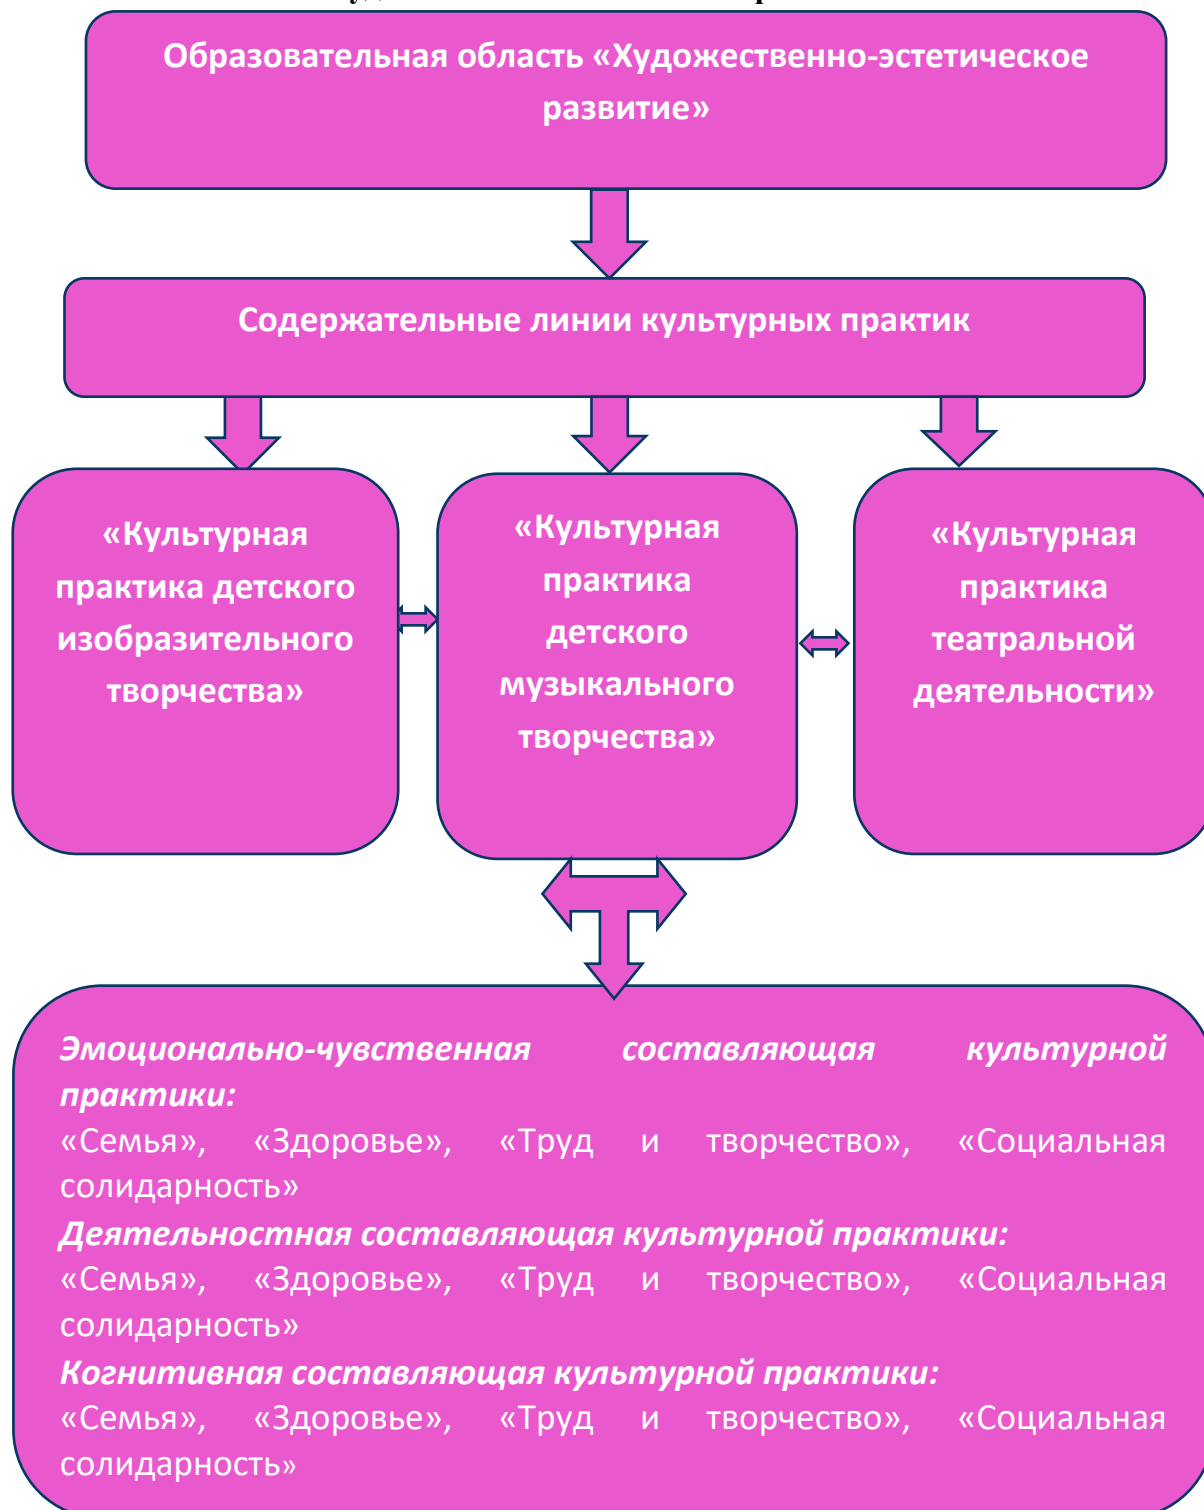 Образовательная область «Художественно-эстетическое
развитие»
Содержательные линии культурных практик
«Культурная
практика детского
изобразительного
творчества»
«Культурная
практика
детского
музыкального
творчества»
«Культурная
практика
театральной
деятельности»
Эмоционально-чувственная составляющая культурной
практики:
«Семья», «Здоровье», «Труд и творчество», «Социальная
солидарность»
Деятельностная составляющая культурной практики:
«Семья», «Здоровье», «Труд и творчество», «Социальная
солидарность»
Когнитивная составляющая культурной практики:
«Семья», «Здоровье», «Труд и творчество», «Социальная
солидарность»